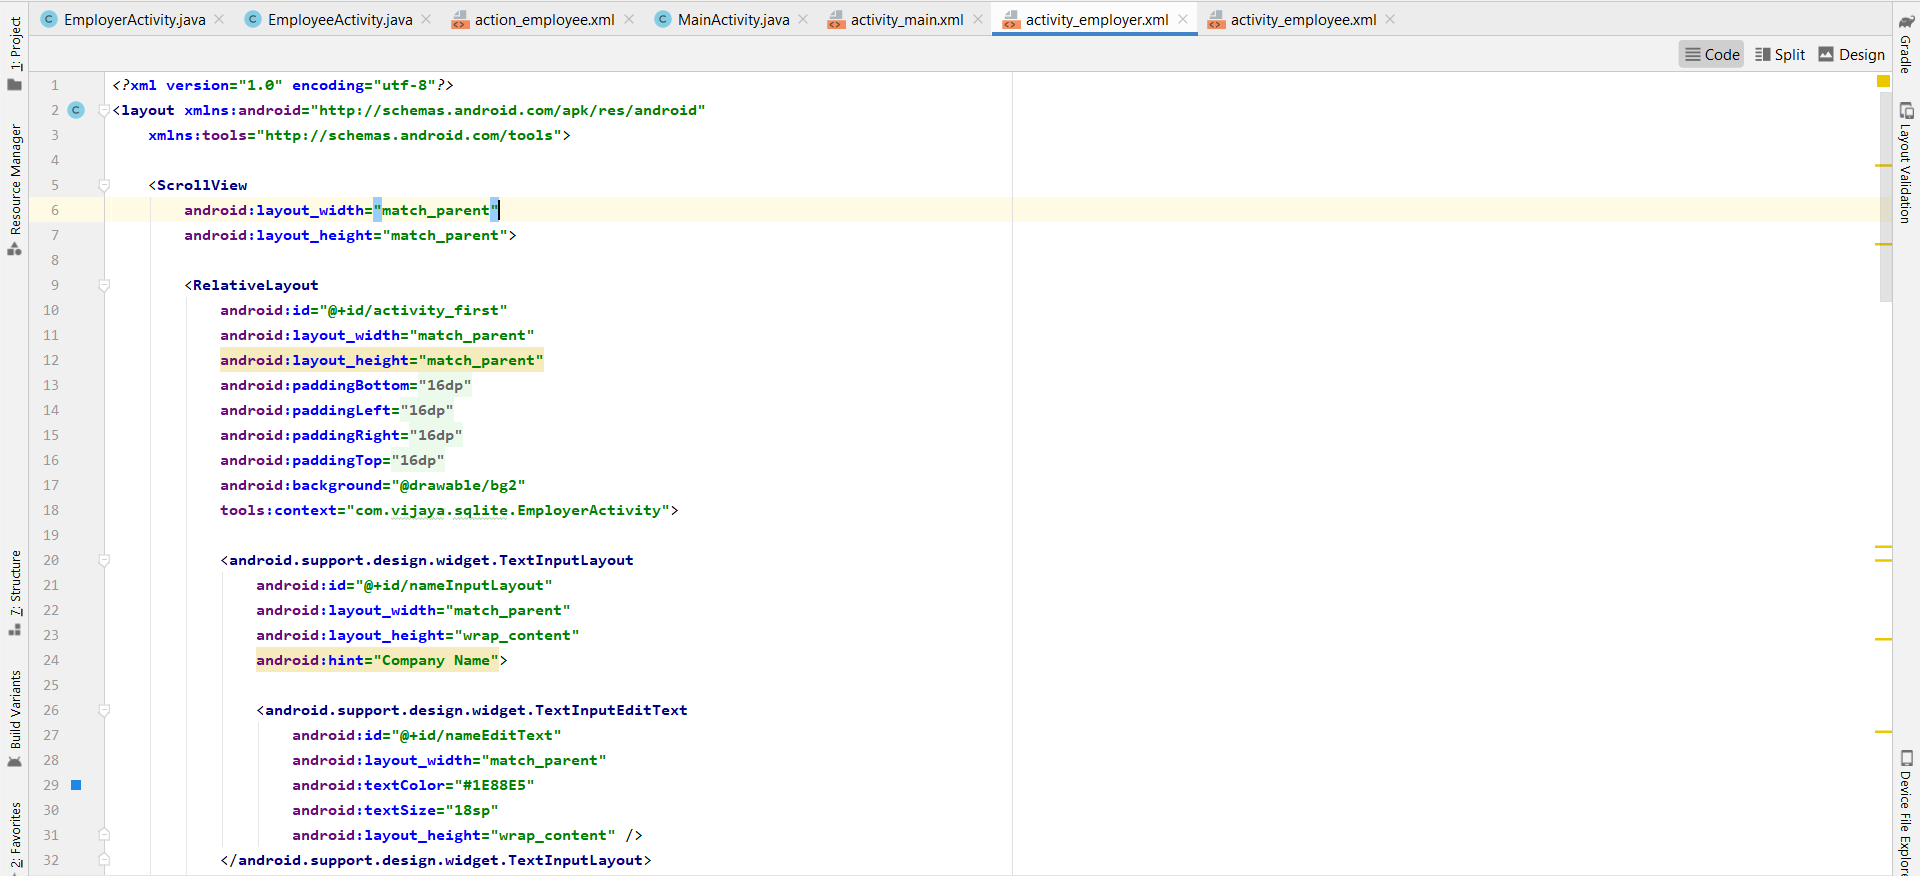 EmployerActivity.java
EmployeeActivity.java
action_employee.xml
MainActivity.java
activity_main.xml
activity_employer.xml
activity_employee.xml
Code
Split
Design
1: Project
Resource Manager
7: Structure
Build Variants
2: Favorites
Gradle
Layout Validation
Device File Explore
1 <?xml version="1.0" encoding="utf-8"?>
2 <layout xmlns:android="http://schemas.android.com/apk/res/android"
3 xmlns:tools="http://schemas.android.com/tools">
4
5 <ScrollView
6 android:layout_width="match_parent"
7 android:layout_height="match_parent">
8
9 <RelativeLayout
10 android:id="@+id/activity_first"
11 android:layout_width="match_parent"
12 android:layout_height="match_parent"
13 android:paddingBottom="16dp"
14 android:paddingLeft="16dp"
15 android:paddingRight="16dp"
16 android:paddingTop="16dp"
17 android:background="@drawable/bg2"
18 tools:context="com.vijaya.sqlite.EmployerActivity">
19
20 <android.support.design.widget.TextInputLayout
21 android:id="@+id/nameInputLayout"
22 android:layout_width="match_parent"
23 android:layout_height="wrap_content"
24 android:hint="Company Name">
25
26 <android.support.design.widget.TextInputEditText
27 android:id="@+id/nameEditText"
28 android:layout_width="match_parent"
29 android:textColor="#1E88E5"
30 android:textSize="18sp"
31 android:layout_height="wrap_content" />
32 </android.support.design.widget.TextInputLayout>